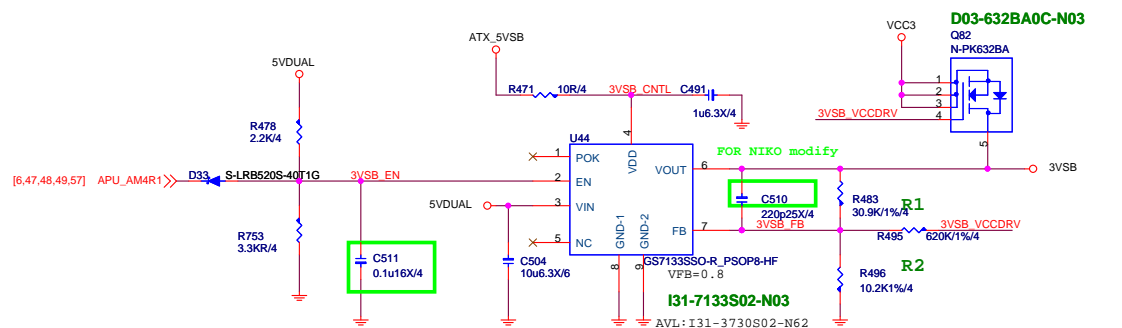 D03-632BA0C-N03
VCC3
Q82
N-PK632BA
ATX_5VSB
5VDUAL
R471
10R/4
3VSB_CNTL
C491
1u6.3X/4
1
2
3
4
3VSB_VCCDRV
5
R478
2.2K/4
U44
4
FOR NIKO modify
1
POK
VDD
VOUT
6
3VSB
[6,47,48,49,57]
APU_AM4R1
D33
S-LRB520S-40T1G
3VSB_EN
2
EN
5VDUAL
3
VIN
C510
220p25X/4
R483
30.9K/1%/4
R1
R753
3.3KR/4
5
NC
GND-1
GND-2
FB
7
3VSB_FB
R495
620K/1%/4
3VSB_VCCDRV
C511
0.1u16X/4
C504
10u6.3X/6
8
9
GS7133SSO-R_PSOP8-HF
VFB=0.8
R496
10.2K1%/4
R2
I31-7133S02-N03
AVL:I31-3730S02-N62